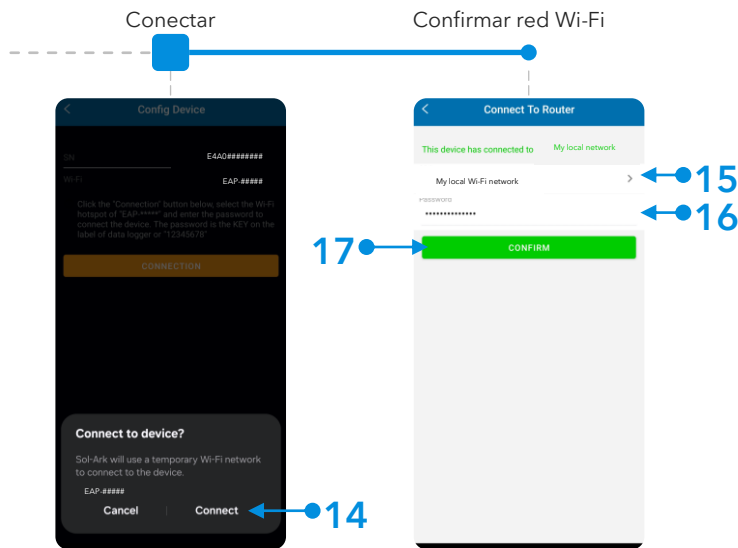 Conectar
Confirmar red Wi-Fi
Config Device
SN
E4A0########
Wi-Fi
EAP-#####
Click the "Connection" button below, select the Wi-Fi
hotspot of "EAP-#####" and enter the password to
connect the device. The password is the KEY on the
label of data logger or "12345678"
CONNECTION
Connect to device?
Sol-Ark will use a temporary Wi-Fi network
to connect to the device.
EAP-#####
Cancel
Connect
14
Connect To Router
This device has connected to
My local network
My local Wi-Fi network
15
Password
••••••••••••••
16
17
CONFIRM